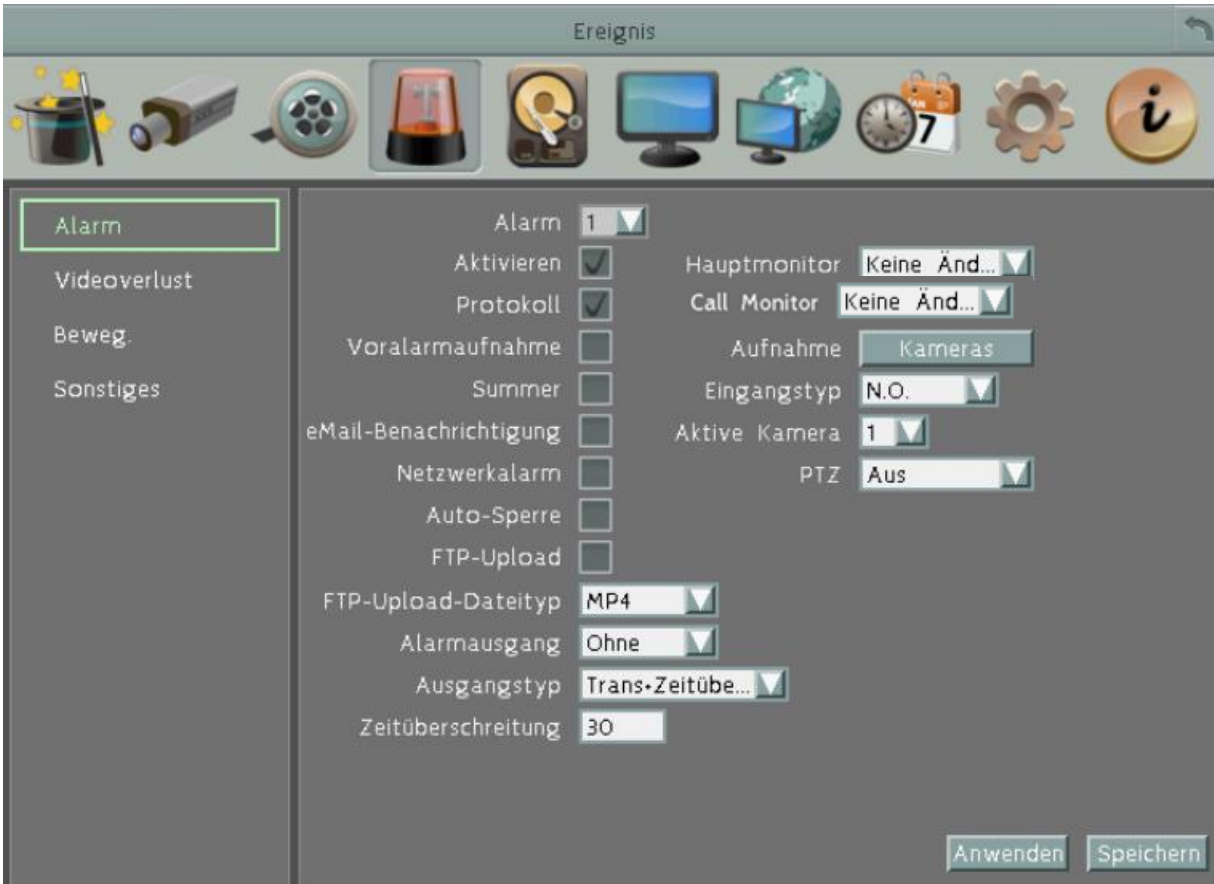 Ereignis
JAN
7
i
Alarm
Videoverlust
Beweg.
Sonstiges
Alarm 1
Aktivieren
Protokoll
Voralarmaufnahme
Summer
eMail-Benachrichtigung
Netzwerkalarm
Auto-Sperre
FTP-Upload
FTP-Upload-Dateityp MP4
Alarmausgang Ohne
Ausgangstyp Trans•Zeitübe...
Zeitüberschreitung 30
Hauptmonitor Keine Änd...
Call Monitor Keine Änd...
Aufnahme Kameras
Eingangstyp N.O.
Aktive Kamera 1
PTZ Aus
Anwenden Speichern